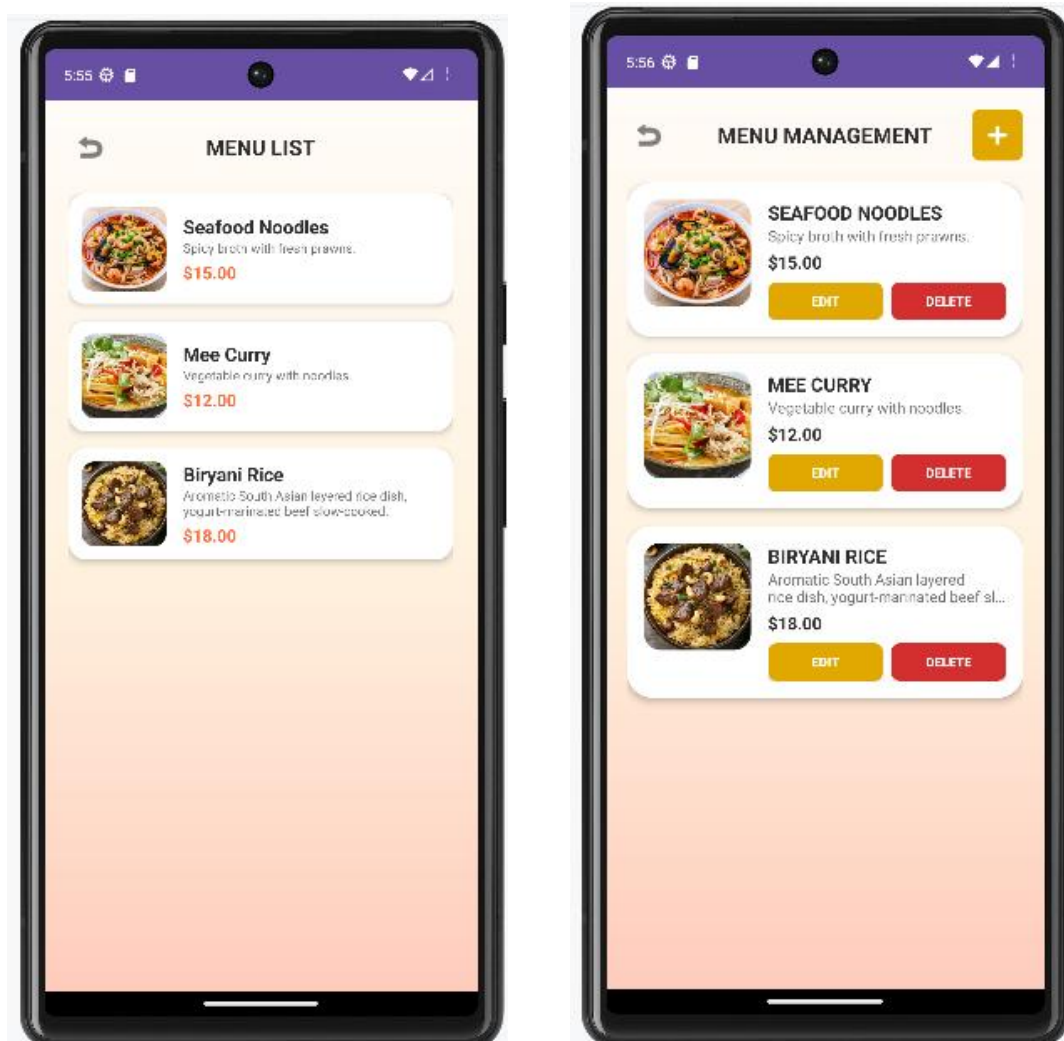 5:55
MENU LIST
Seafood Noodles
Spicy broth with fresh prawns.
$15.00
Mee Curry
Vegetable curry with noodles.
$12.00
Biryani Rice
Aromatic South Asian layered rice dish,
yogurt-marinated beef slow-cooked.
$18.00
5:56
MENU MANAGEMENT
+
SEAFOOD NOODLES
Spicy broth with fresh prawns.
$15.00
EDIT
DELETE
MEE CURRY
Vegetable curry with noodles.
$12.00
EDIT
DELETE
BIRYANI RICE
Aromatic South Asian layered
rice dish, yogurt-marinated beef sl...
$18.00
EDIT
DELETE